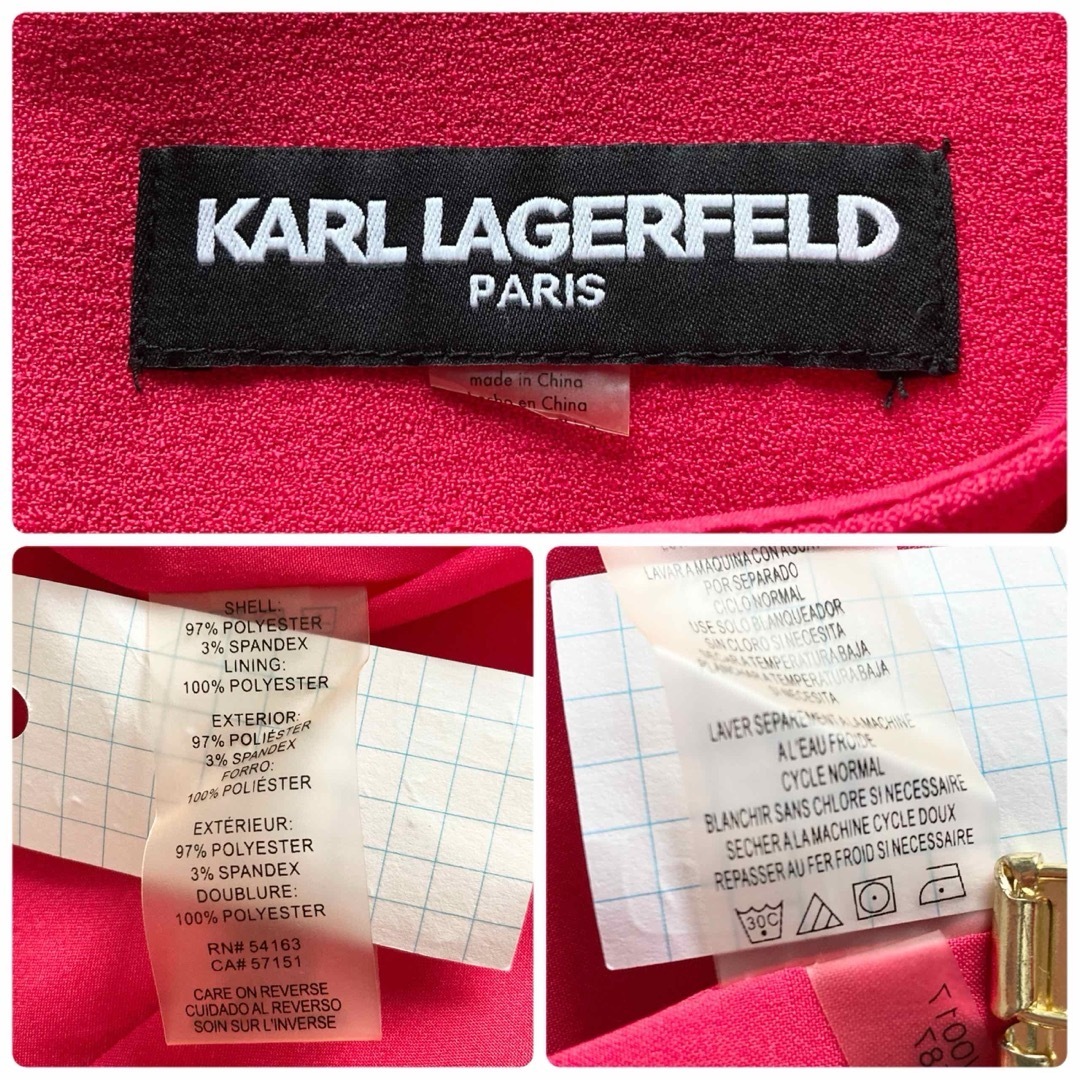 KARL LAGERFELD
PARIS
made in China
hecho en China
SHELL:
97% POLYESTER
3% SPANDEX
LINING:
100% POLYESTER
EXTERIOR:
97% POLIÉSTER
3% SPANDEX
FORRO:
100% POLIÉSTER
EXTÉRIEUR:
97% POLYESTER
3% SPANDEX
DOUBLURE:
100% POLYESTER
RN# 54163
CA# 57151
CARE ON REVERSE
CUIDADO AL REVERSO
SOIN SUR L'INVERSE
LAVAR A MAQUINA CON AGUA
POR SEPARADO
CICLO NORMAL
USE SOLO BLANQUEADOR
SIN CLORO SI NECESITA
PLANCHAR A TEMPERATURA BAJA
SI NECESITA
LAVER SEPAREMENT A LA MACHINE
A L'EAU FROIDE
CYCLE NORMAL
BLANCHIR SANS CHLORE SI NECESSAIRE
SECHER A LA MACHINE CYCLE DOUX
REPASSER AU FER FROID SI NECESSAIRE
30C